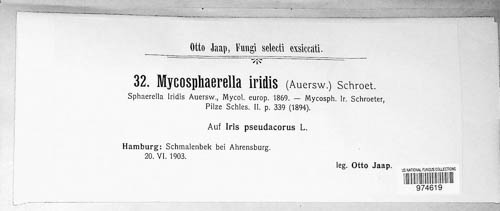 Otto Jaap, Fungi selecti exsiccati.
32. Mycosphaerella iridis (Auersw.) Schroet.
Sphaerella Iridis Auersw., Mycol. europ. 1869. — Mycosph. Ir. Schroeter,
Pilze Schles. II. p. 339 (1894).
Auf Iris pseudacorus L.
Hamburg: Schmalenbek bei Ahrensburg.
20. VI. 1903.
leg. Otto Jaap.
US NATIONAL FUNGUS COLLECTIONS
974619